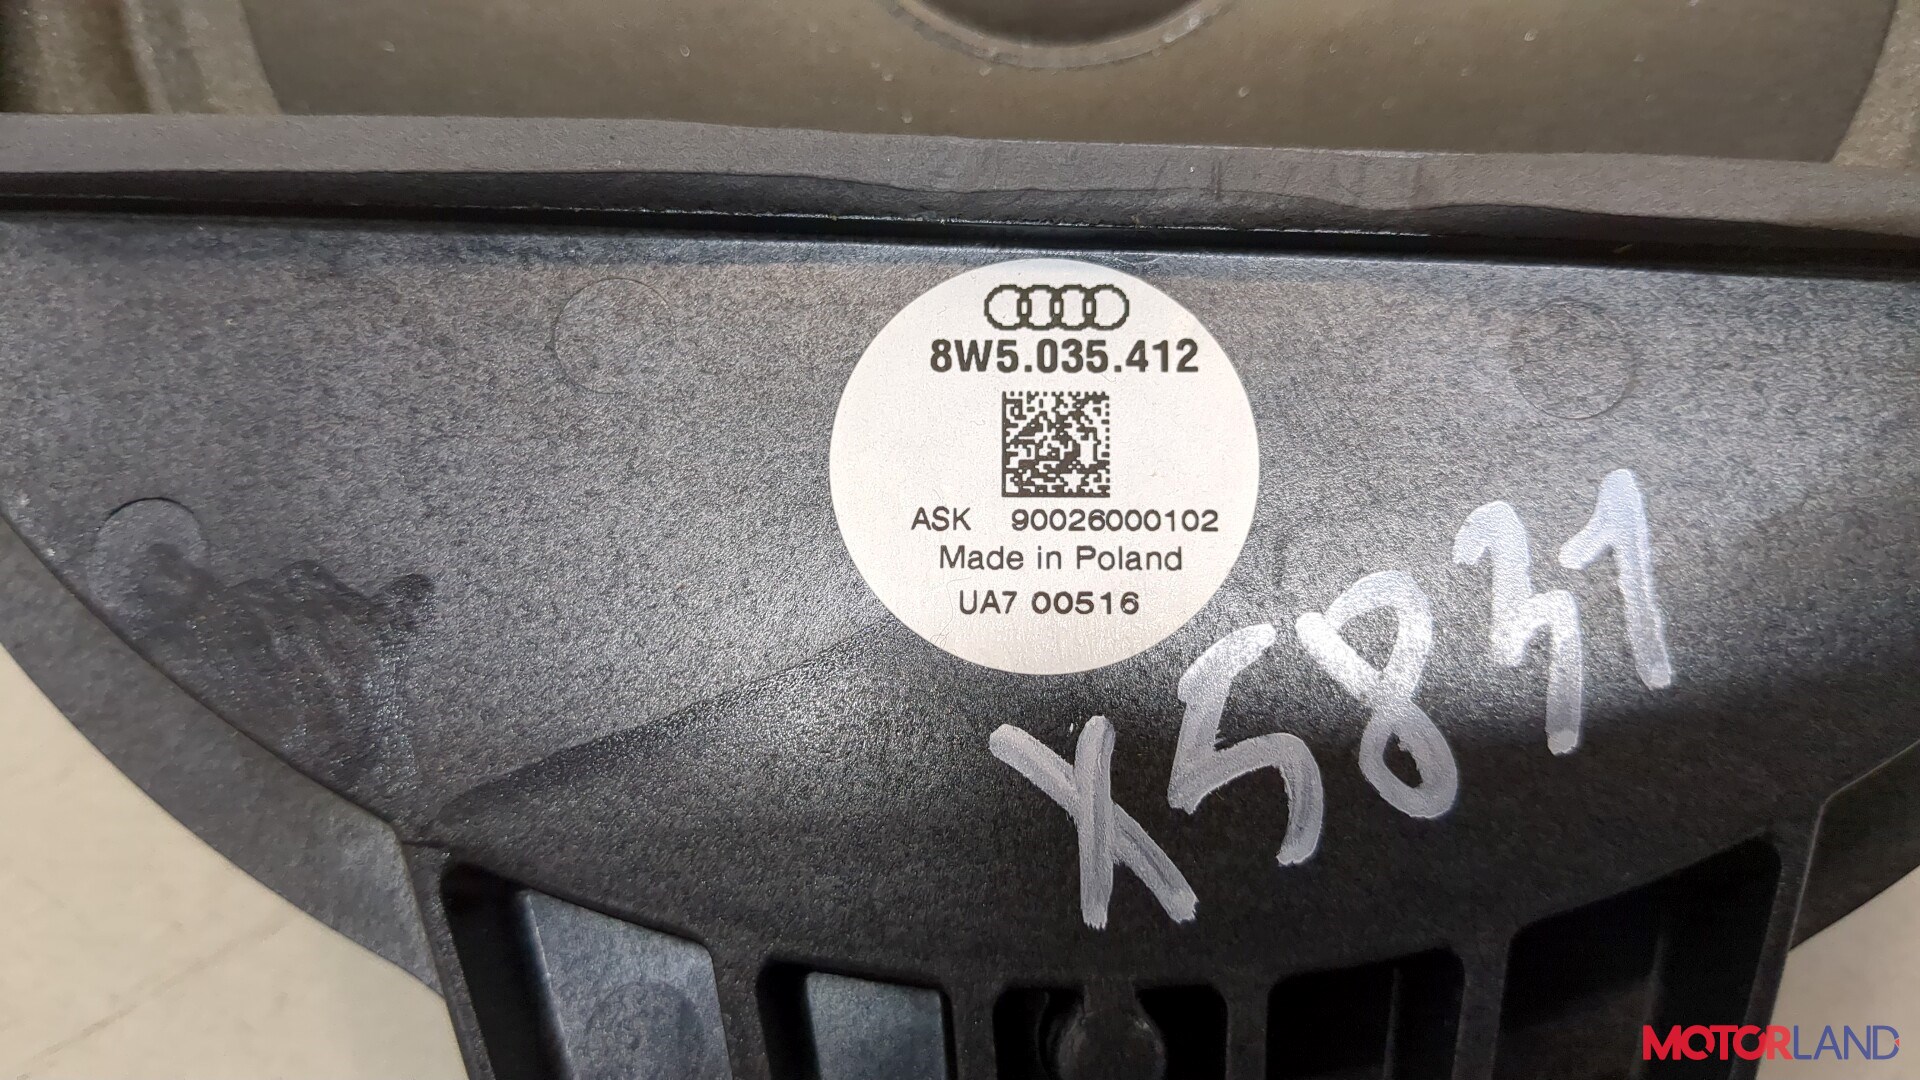 8W5.035.412
ASK 90026000102
Made in Poland
UA7 00516
X5831
MOTORLAND